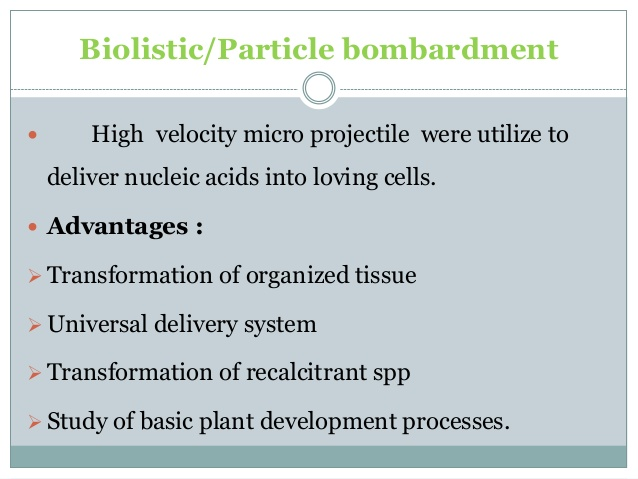 Biolistic/Particle bombardment
High velocity micro projectile were utilize to
deliver nucleic acids into loving cells.
Advantages :
Transformation of organized tissue
Universal delivery system
Transformation of recalcitrant spp
Study of basic plant development processes.